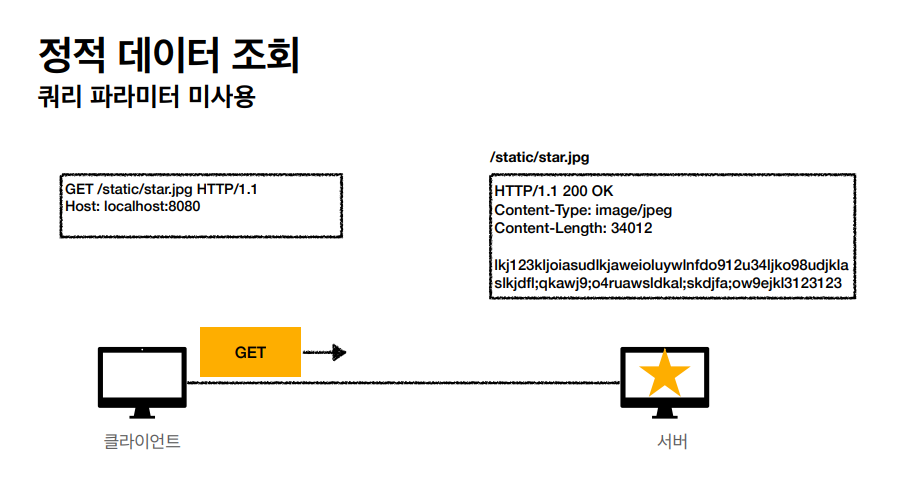 정적 데이터 조회
쿼리 파라미터 미사용
/static/star.jpg
GET /static/star.jpg HTTP/1.1
Host: localhost:8080
HTTP/1.1 200 OK
Content-Type: image/jpeg
Content-Length: 34012
lkj123kljoiasudlkjaweioluywlnfdo912u34ljko98udjkla
slkjdfl;qkawj9;o4ruawsldkal;skdjfa;ow9ejkl3123123
GET
클라이언트
서버